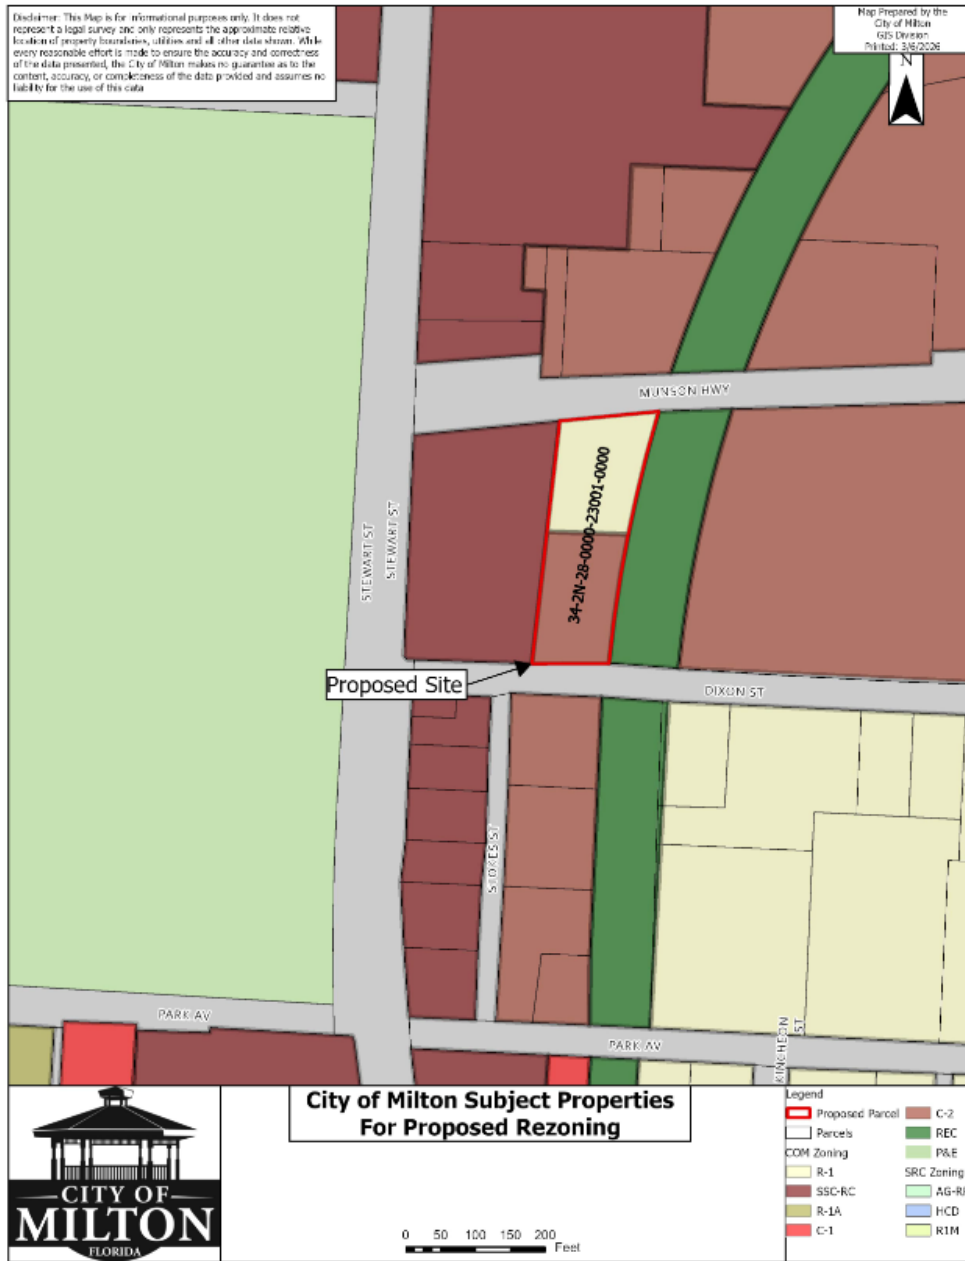 Disclaimer: This Map is for informational purposes only. It does not
represent a legal survey and only represents the approximate relative
location of property boundaries, utilities and all other data shown. While
every reasonable effort is made to ensure the accuracy and correctness
of the data presented, the City of Milton makes no guarantee as to the
content, accuracy, or completeness of the data provided and assumes no
liability for the use of this data
Map Prepared by the
City of Milton
GIS Division
Printed: 3/6/2026
N
MUNSON HWY
34-2N-28-0000-23001-0000
STEWART ST
STEWART ST
Proposed Site
DIXON ST
STOKES ST
PARK AV
PARK AV
KINCHEON
ST
CITY OF
MILTON
FLORIDA
City of Milton Subject Properties
For Proposed Rezoning
0 50 100 150 200
Feet
Legend
Proposed Parcel
Parcels
COM Zoning
R-1
SSC-RC
R-1A
C-1
C-2
REC
P&E
SRC Zoning
HCD
R1M